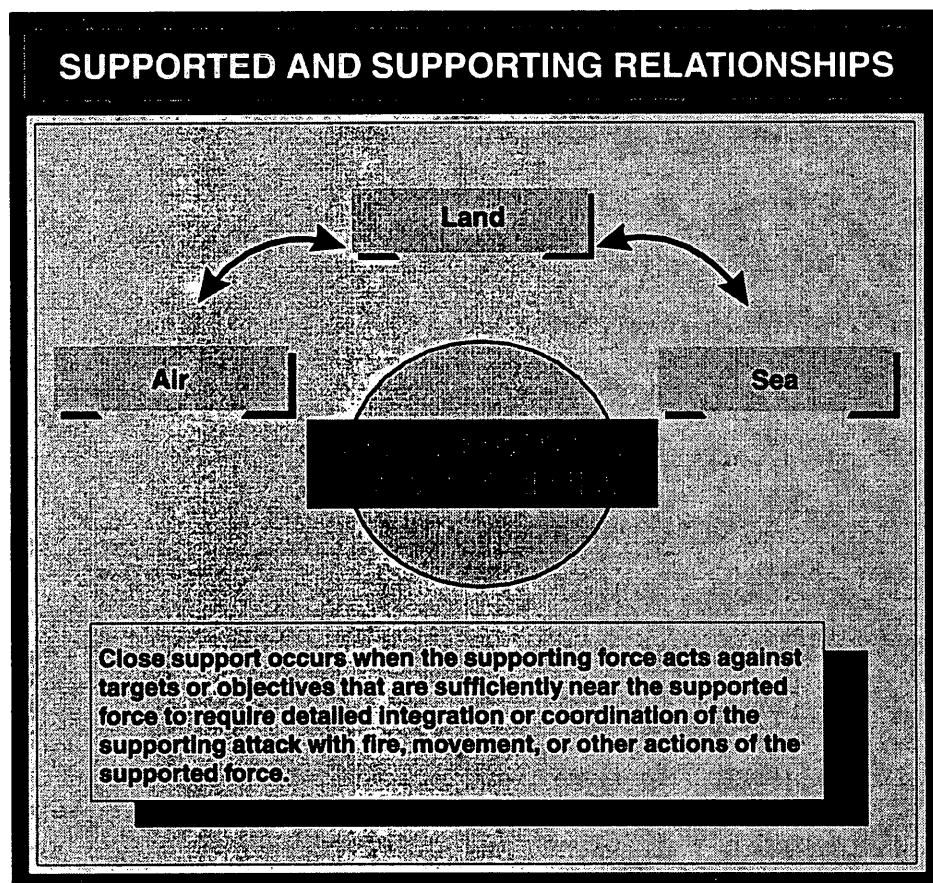 SUPPORTED AND SUPPORTING RELATIONSHIPS
Land
Air
Sea
Close support occurs when the supporting force acts against
targets or objectives that are sufficiently near the supported
force to require detailed integration or coordination of the
supporting attack with fire, movement, or other actions of the
supported force.